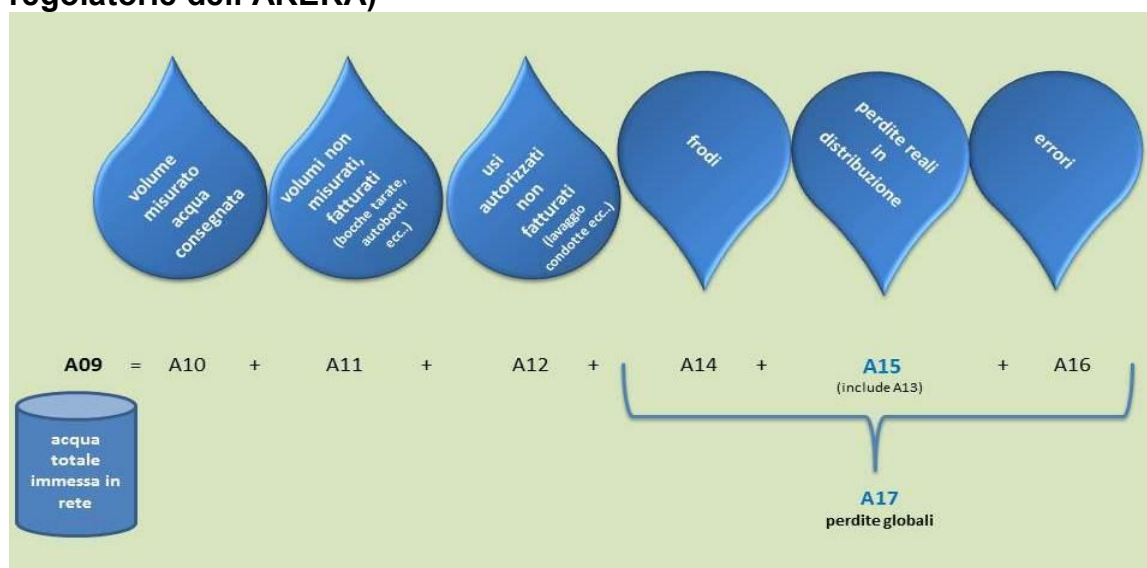 regolatorio dell'ARERA)
volume
misurato
acqua
consegnata
volumi non
misurati,
fatturati
(bocche tarate,
autobotti
ecc..)
usi
autorizzati
non
fatturati
(lavaggio
condotte ecc..)
frodi
perdite reali
in
distribuzione
errori
A09 = A10 + A11 + A12 + A14 + A15 + A16
(include A13)
acqua
totale
immessa in
rete
A17
perdite globali